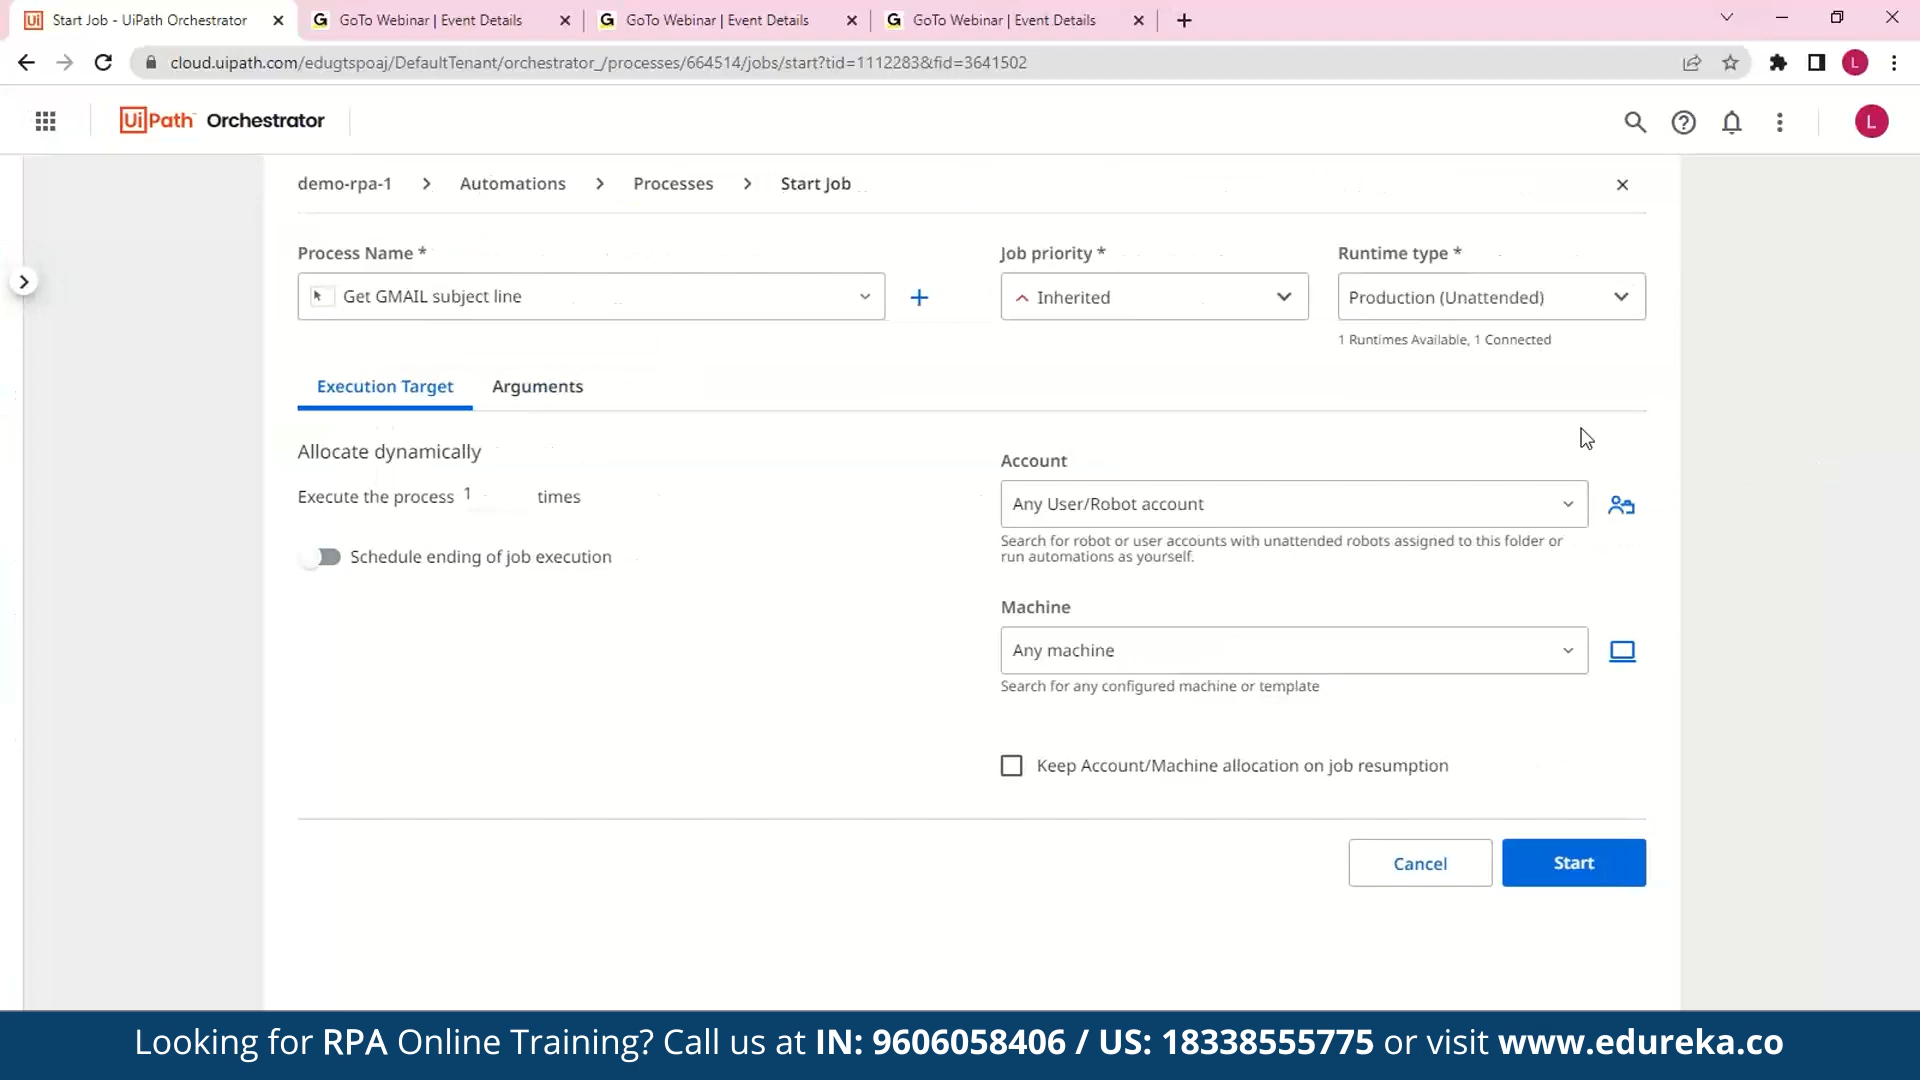 Start Job - UiPath Orchestrator
GoTo Webinar | Event Details
GoTo Webinar | Event Details
GoTo Webinar | Event Details
cloud.uipath.com/edugtspoaj/DefaultTenant/orchestrator_/processes/664514/jobs/start?tid=1112283&fid=3641502
L
UiPath Orchestrator
L
demo-rpa-1 > Automations > Processes > Start Job
Process Name *
Get GMAIL subject line
Job priority *
Inherited
Runtime type *
Production (Unattended)
1 Runtimes Available, 1 Connected
Execution Target
Arguments
Allocate dynamically
Execute the process 1 times
Schedule ending of job execution
Account
Any User/Robot account
Search for robot or user accounts with unattended robots assigned to this folder or
run automations as yourself.
Machine
Any machine
Search for any configured machine or template
Keep Account/Machine allocation on job resumption
Cancel
Start
Looking for RPA Online Training? Call us at IN: 9606058406 / US: 18338555775 or visit www.edureka.co